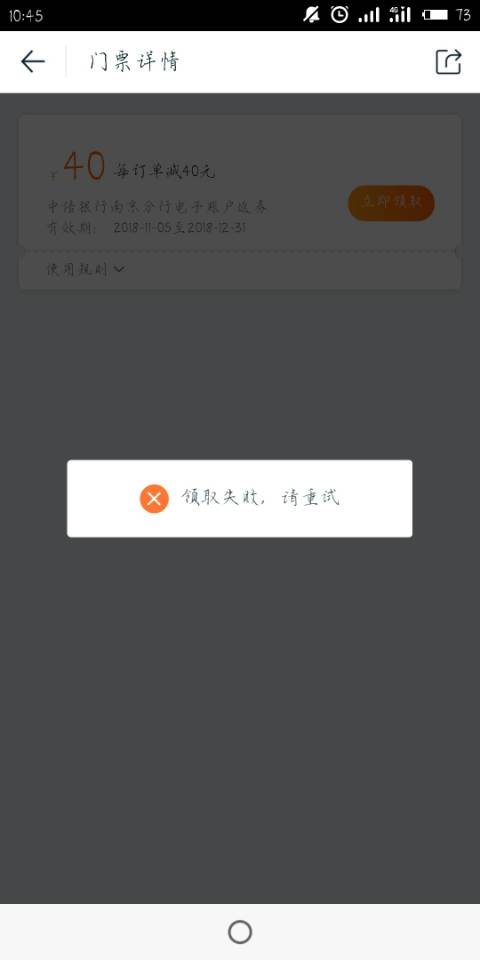 10:45
4G
73
门票详情
¥40 每订单减40元
中信银行南京分行电子账户返券
立即领取
有效期： 2018-11-05至2018-12-31
使用规则
领取失败，请重试